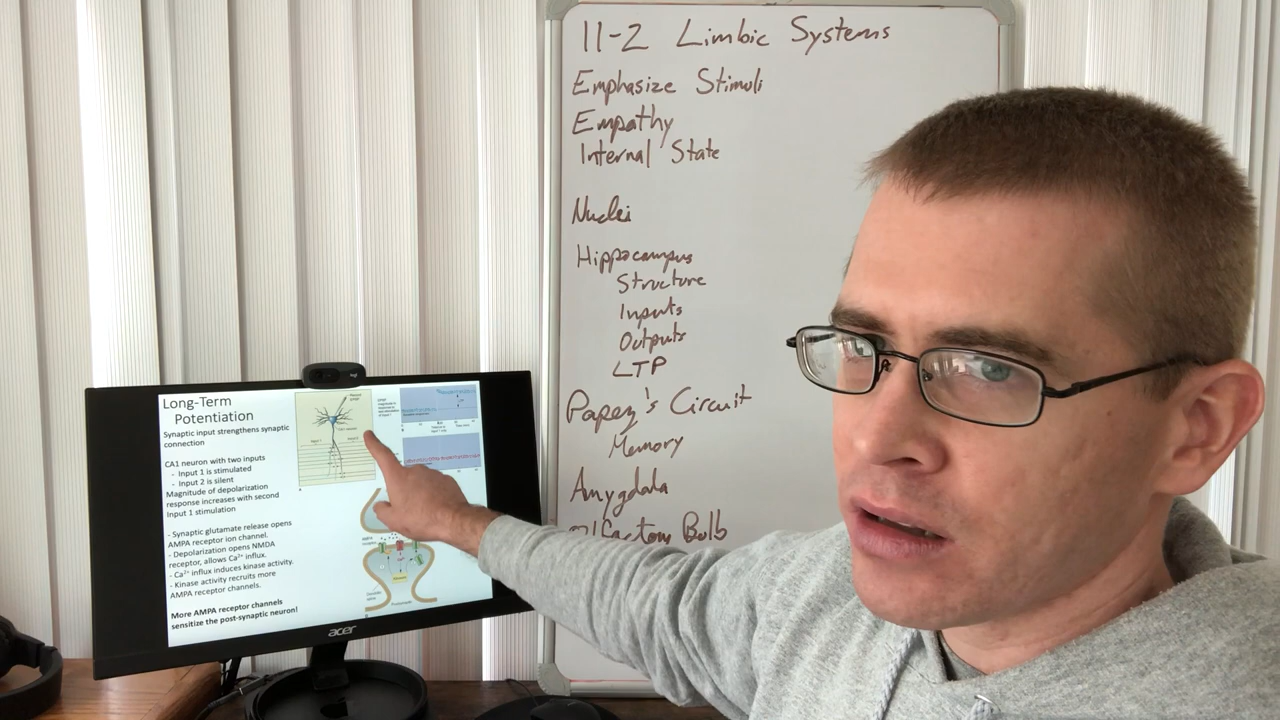 11-2 Limbic Systems
Emphasize Stimuli
Empathy
Internal State
Nuclei
Hippocampus
Structure
Inputs
Outputs
LTP
Papez's Circuit
Memory
Amygdala
Olfactory Bulb
Long-Term
Potentiation
Synaptic input strengthens synaptic
connection
CA1 neuron with two inputs
- Input 1 is stimulated
- Input 2 is silent
Magnitude of depolarization
response increases with second
Input 1 stimulation
- Synaptic glutamate release opens
AMPA receptor ion channel.
- Depolarization opens NMDA
receptor, allows Ca²⁺ influx.
- Ca²⁺ influx induces kinase activity.
- Kinase activity recruits more
AMPA receptor channels.
More AMPA receptor channels
sensitize the post-synaptic neuron!
acer